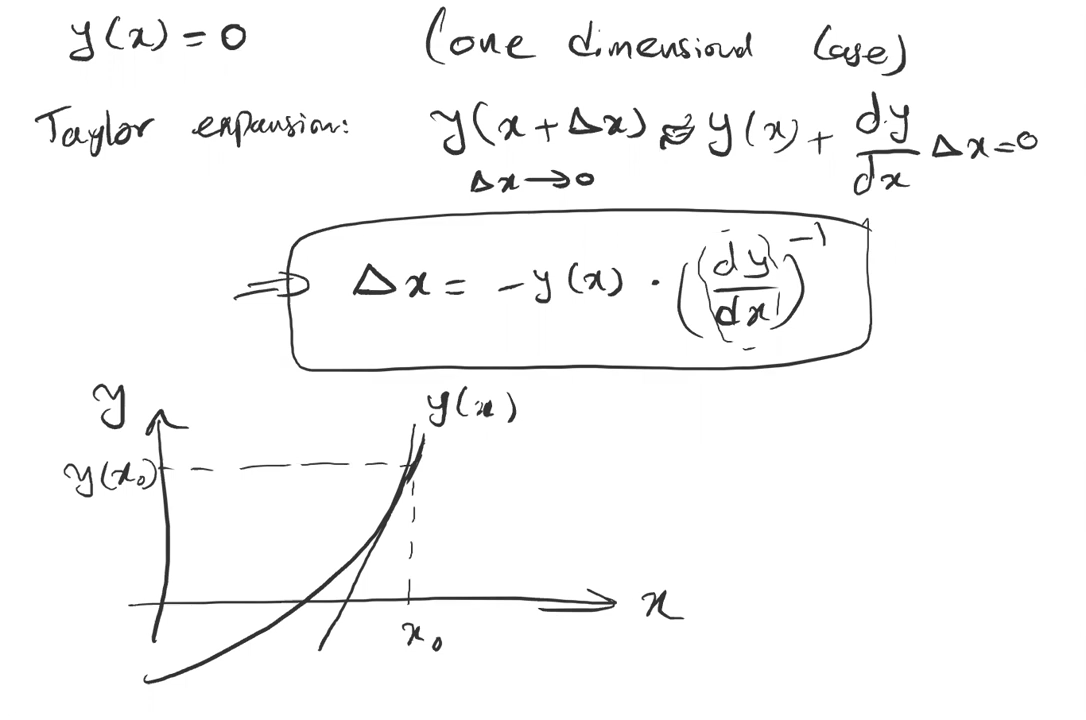 y(x) = 0 (one dimensional case)
Taylor expansion: y(x + Δx) ≈ y(x) + dy/dx Δx = 0
Δx → 0
⇒ Δx = - y(x) · (dy/dx)⁻¹
y y(x)
y(x₀)
x
x₀